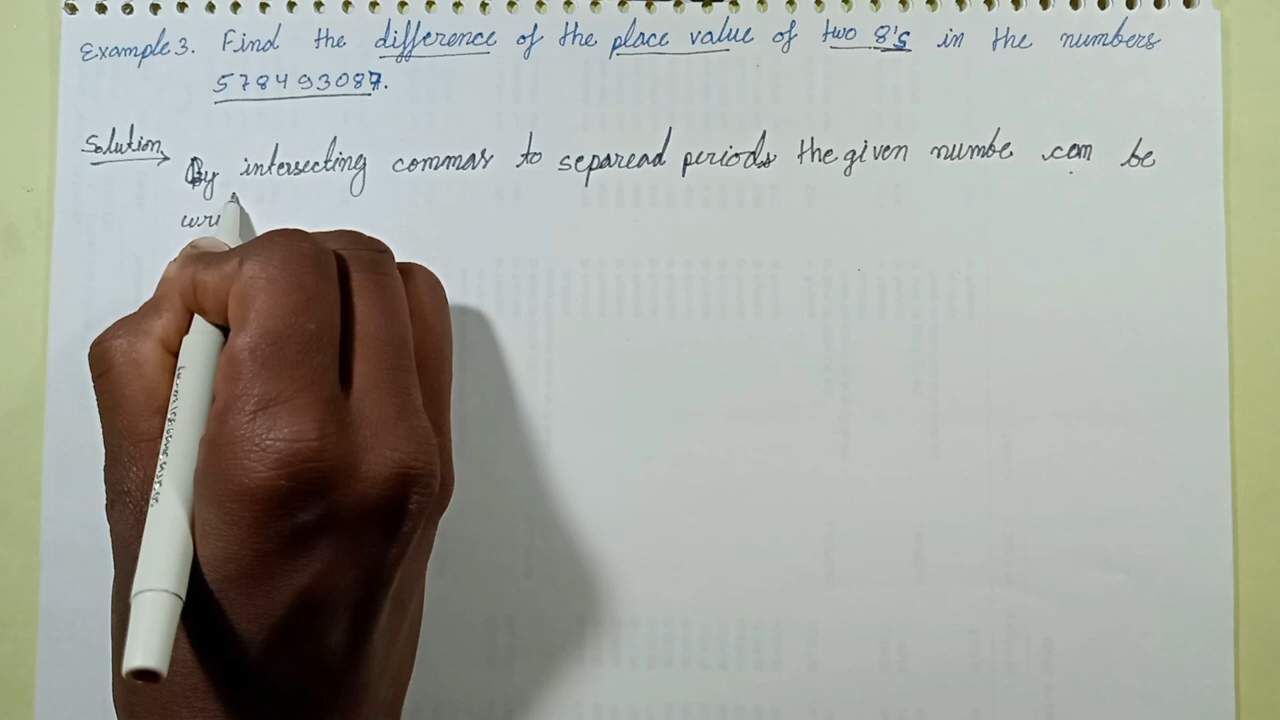 Example 3. Find the difference of the place value of two 8's in the numbers
578493087.
Solution By intersecting commas to separead periods the given numbe can be
wri